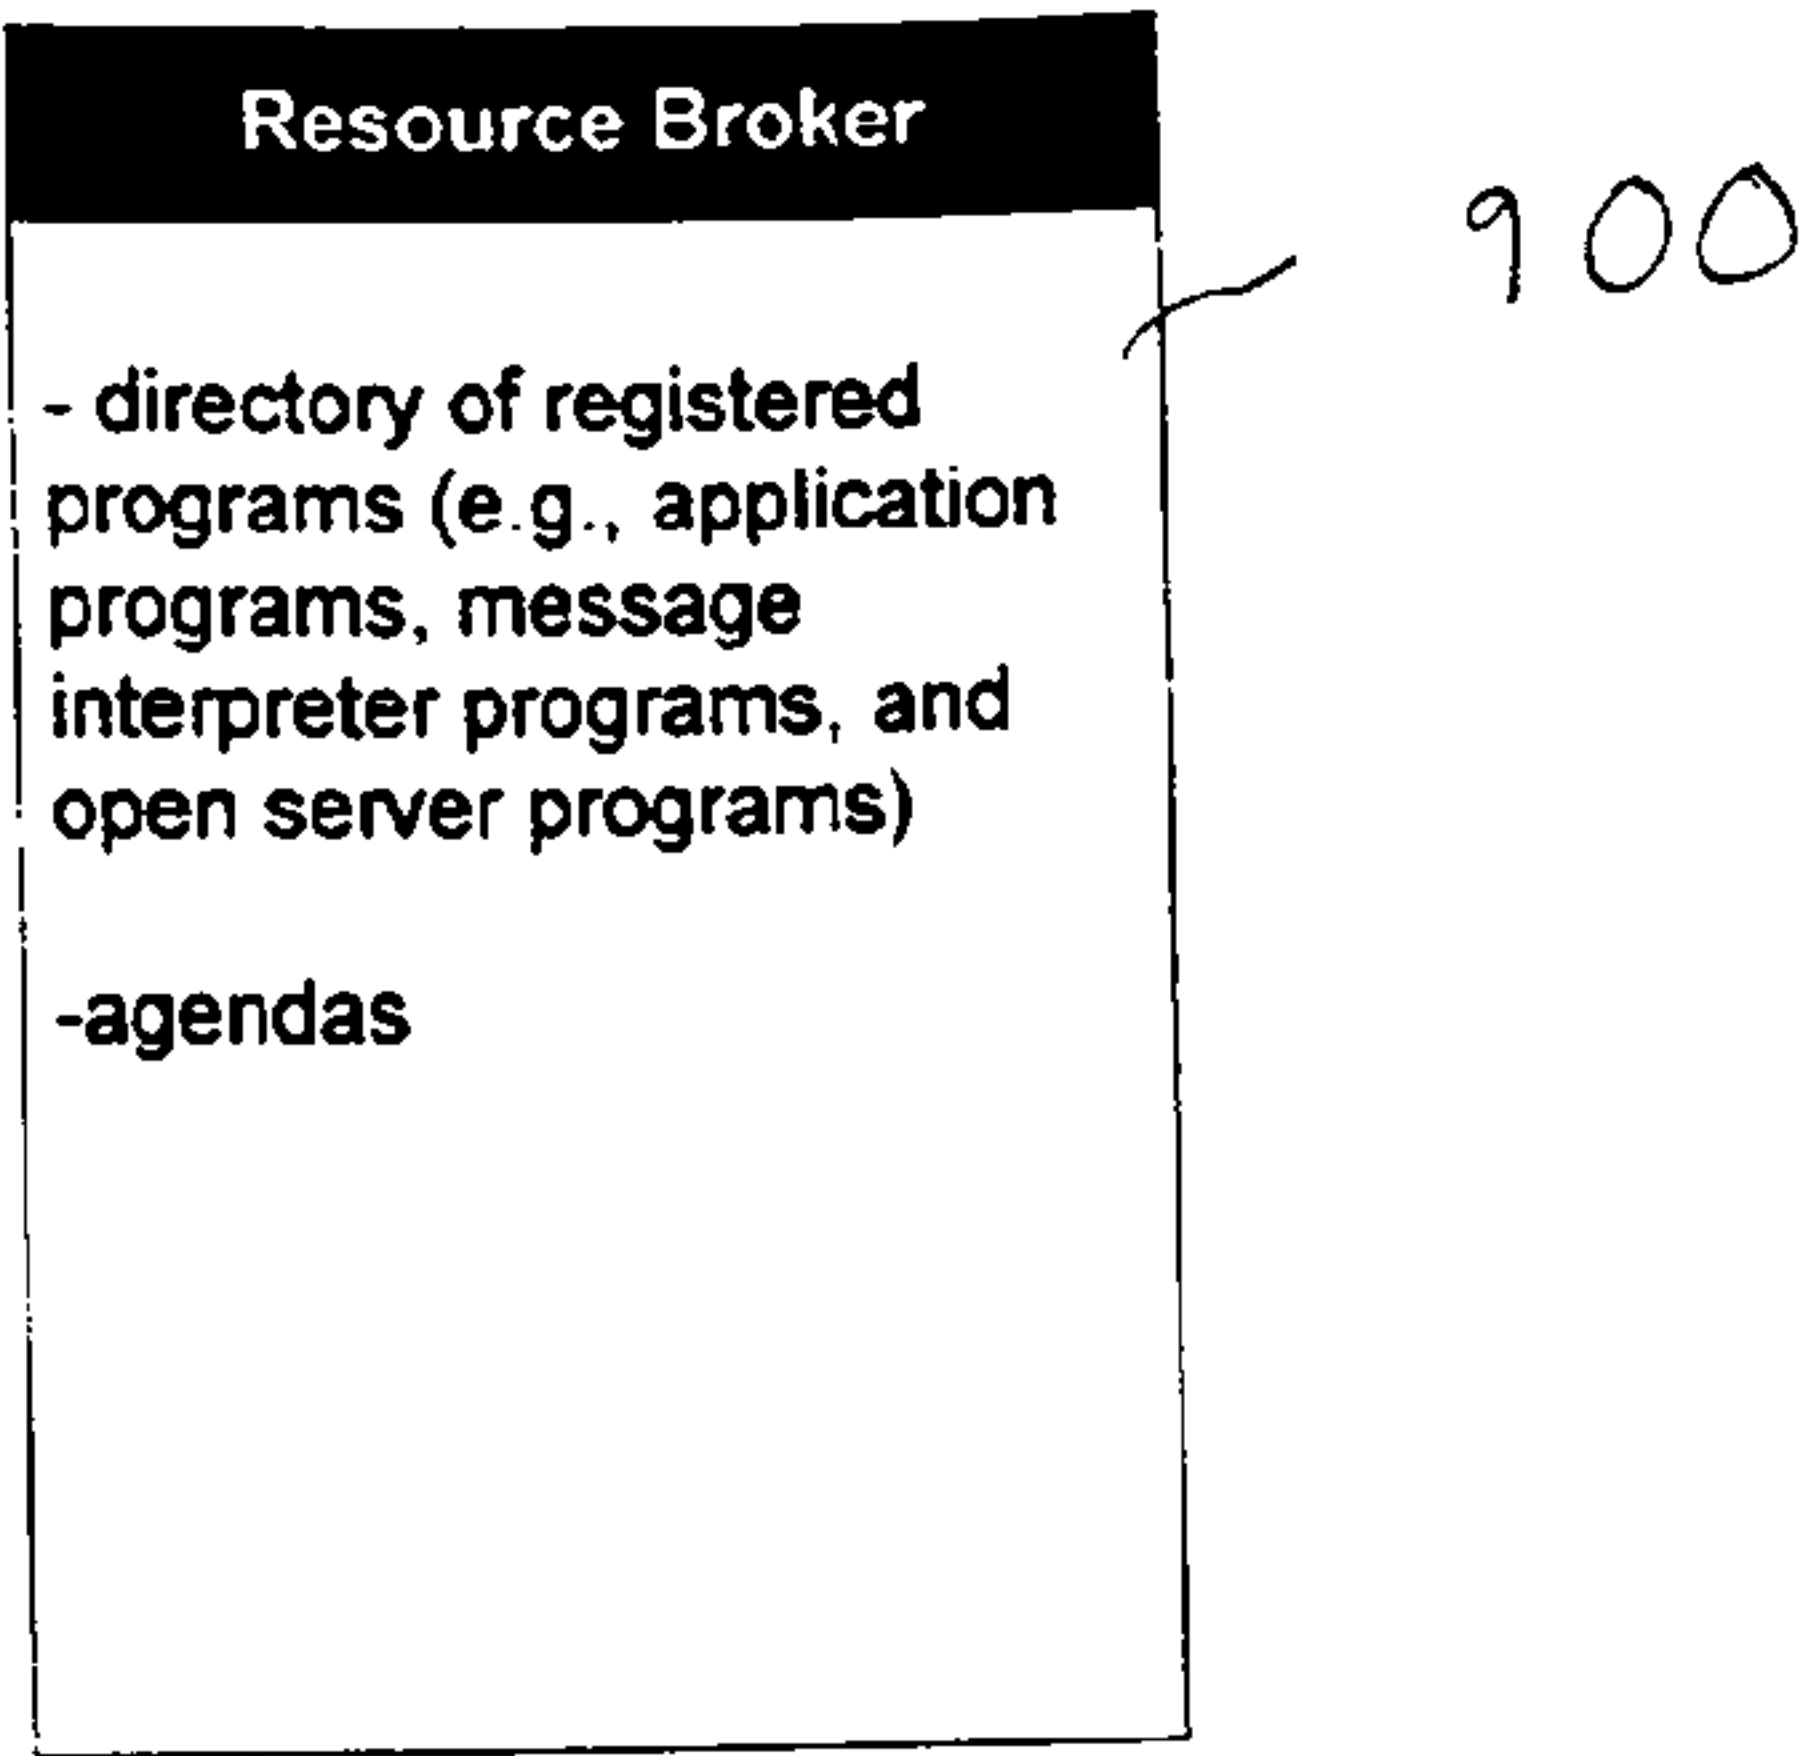 Resource Broker
900
- directory of registered
programs (e.g., application
programs, message
interpreter programs, and
open server programs)
-agendas